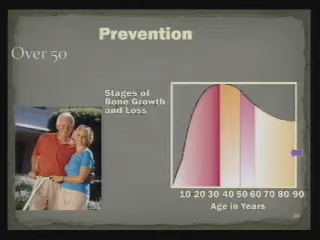 Prevention
Over 50
Stages of
Bone Growth
and Loss
10 20 30 40 50 60 70 80 90
Age in Years